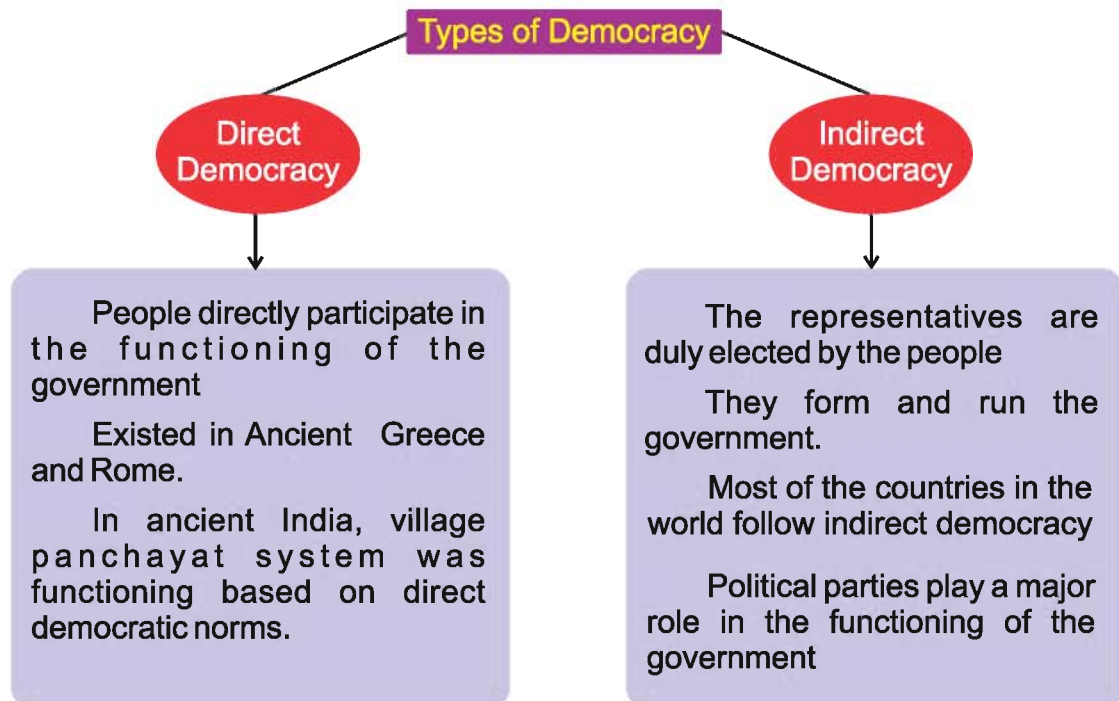 Types of Democracy
Direct
Democracy
People directly participate in
the functioning of the
government
Existed in Ancient Greece
and Rome.
In ancient India, village
panchayat system was
functioning based on direct
democratic norms.
Indirect
Democracy
The representatives are
duly elected by the people
They form and run the
government.
Most of the countries in the
world follow indirect democracy
Political parties play a major
role in the functioning of the
government